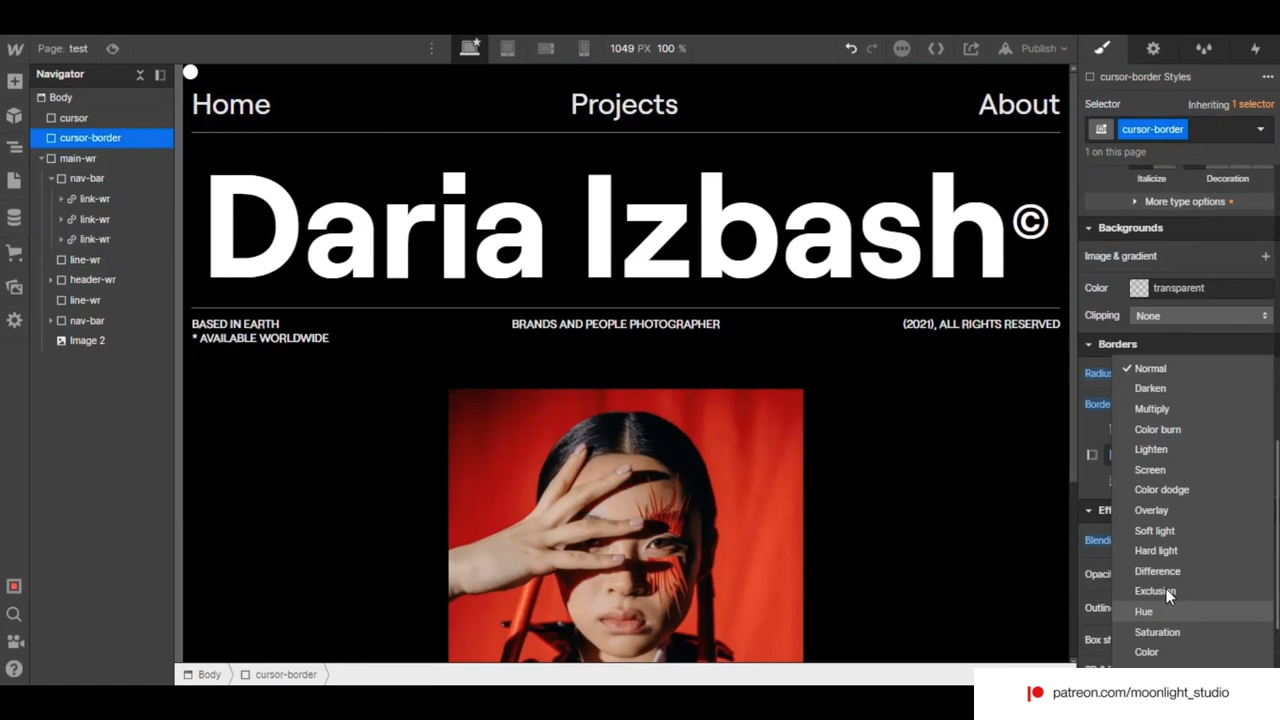 Page: test
1049 PX 100 %
Publish
Navigator
Body
cursor
cursor-border
main-wr
nav-bar
link-wr
link-wr
link-wr
line-wr
header-wr
line-wr
nav-bar
Image 2
Home Projects About
Daria Izbash©
BASED IN EARTH
* AVAILABLE WORLDWIDE
BRANDS AND PEOPLE PHOTOGRAPHER
(2021), ALL RIGHTS RESERVED
Body cursor-border
cursor-border Styles
Selector Inheriting 1 selector
cursor-border
1 on this page
Italicize Decoration
More type options
Backgrounds
Image & gradient
Color transparent
Clipping None
Borders
Radius
Normal
Darken
Multiply
Color burn
Lighten
Screen
Color dodge
Overlay
Soft light
Hard light
Difference
Exclusion
Hue
Saturation
Color
Box sh
patreon.com/moonlight_studio